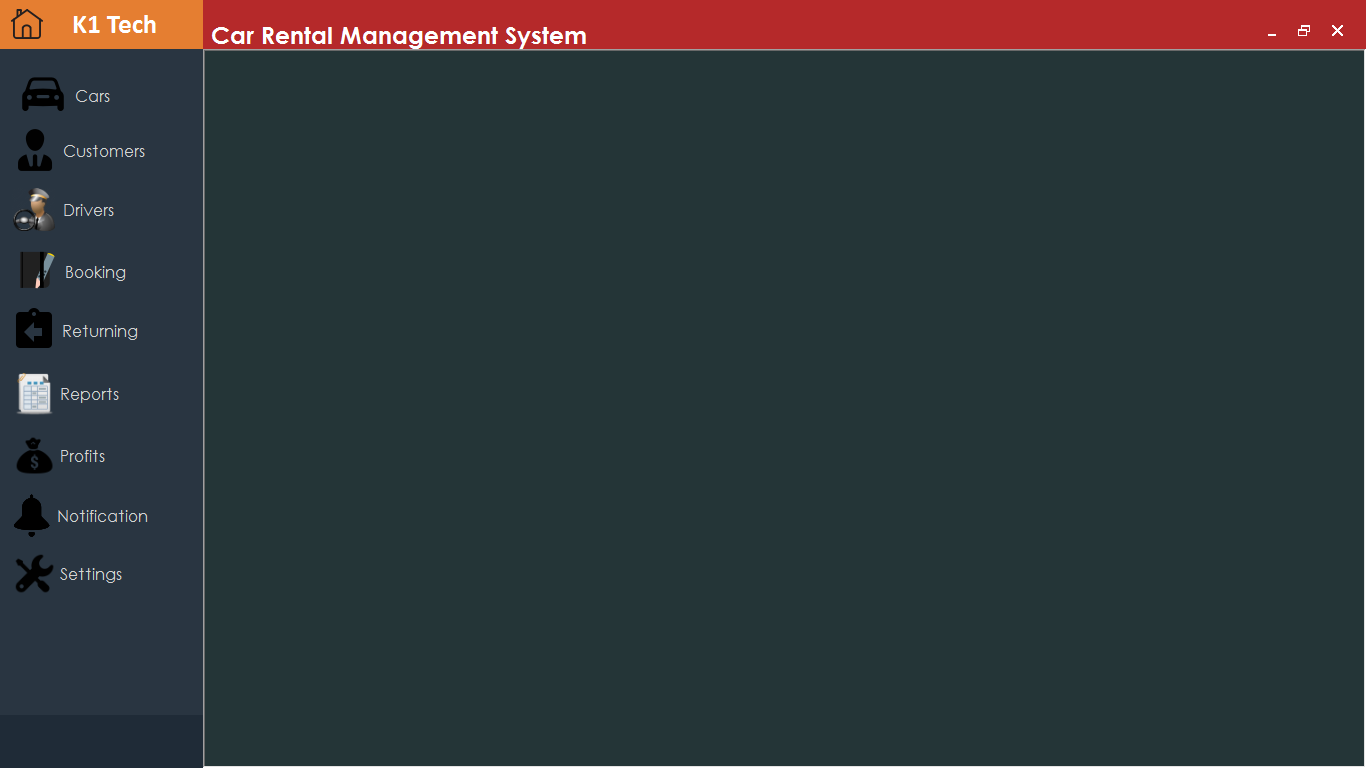 K1 Tech
Car Rental Management System
Cars
Customers
Drivers
Booking
Returning
Reports
$
Profits
Notification
Settings